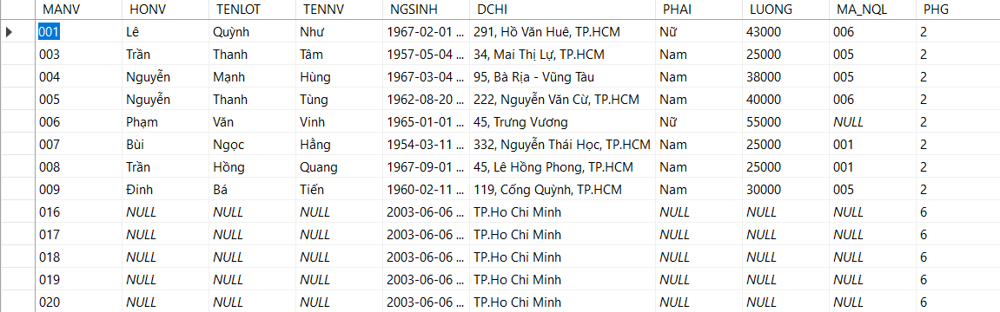 MANV HONV TENLOT TENNV NGSINH DCHI PHAI LUONG MA_NQL PHG
001 Lê Quỳnh Như 1967-02-01 ... 291, Hồ Văn Huê, TP.HCM Nữ 43000 006 2
003 Trần Thanh Tâm 1957-05-04 ... 34, Mai Thị Lự, TP.HCM Nam 25000 005 2
004 Nguyễn Mạnh Hùng 1967-03-04 ... 95, Bà Rịa - Vũng Tàu Nam 38000 005 2
005 Nguyễn Thanh Tùng 1962-08-20 ... 222, Nguyễn Văn Cừ, TP.HCM Nam 40000 006 2
006 Phạm Văn Vinh 1965-01-01 ... 45, Trưng Vương Nữ 55000 NULL 2
007 Bùi Ngọc Hằng 1954-03-11 ... 332, Nguyễn Thái Học, TP.HCM Nam 25000 001 2
008 Trần Hồng Quang 1967-09-01 ... 45, Lê Hồng Phong, TP.HCM Nam 25000 001 2
009 Đinh Bá Tiến 1960-02-11 ... 119, Cống Quỳnh, TP.HCM Nam 30000 005 2
016 NULL NULL NULL 2003-06-06 ... TP.Ho Chi Minh NULL NULL NULL 6
017 NULL NULL NULL 2003-06-06 ... TP.Ho Chi Minh NULL NULL NULL 6
018 NULL NULL NULL 2003-06-06 ... TP.Ho Chi Minh NULL NULL NULL 6
019 NULL NULL NULL 2003-06-06 ... TP.Ho Chi Minh NULL NULL NULL 6
020 NULL NULL NULL 2003-06-06 ... TP.Ho Chi Minh NULL NULL NULL 6